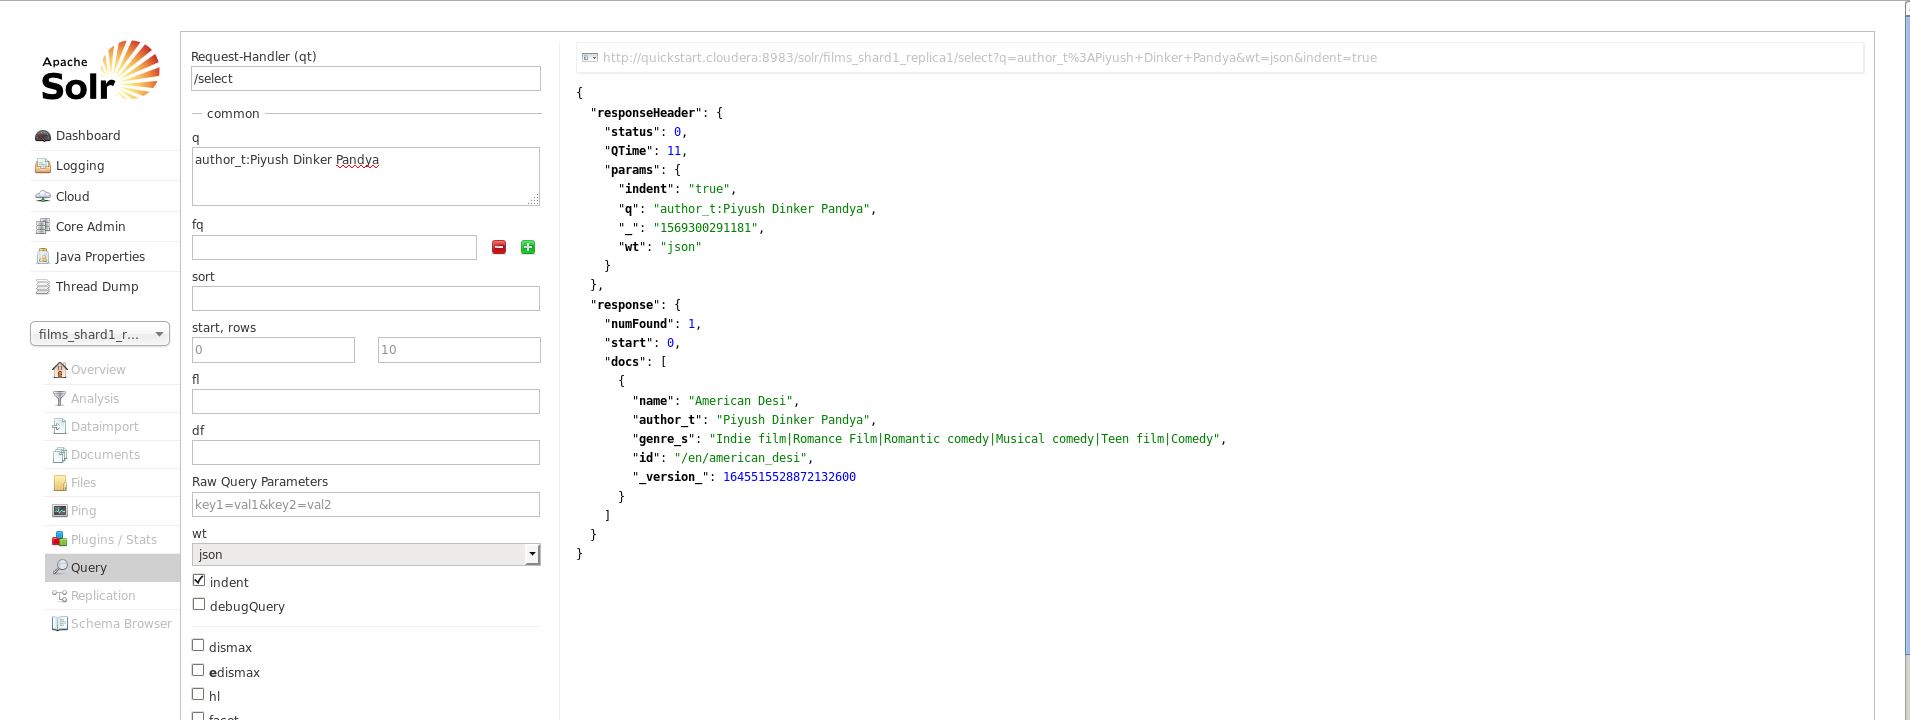 Apache
Solr
Dashboard
Logging
Cloud
Core Admin
Java Properties
Thread Dump
films_shard1_r...
Overview
Analysis
Dataimport
Documents
Files
Ping
Plugins / Stats
Query
Replication
Schema Browser
Request-Handler (qt)
/select
common
q
author_t:Piyush Dinker Pandya
fq
sort
start, rows
0 10
fl
df
Raw Query Parameters
key1=val1&key2=val2
wt
json
indent
debugQuery
dismax
edismax
hl
facet
http://quickstart.cloudera:8983/solr/films_shard1_replica1/select?q=author_t%3APiyush+Dinker+Pandya&wt=json&indent=true
{
"responseHeader": {
"status": 0,
"QTime": 11,
"params": {
"indent": "true",
"q": "author_t:Piyush Dinker Pandya",
"_": "1569300291181",
"wt": "json"
}
},
"response": {
"numFound": 1,
"start": 0,
"docs": [
{
"name": "American Desi",
"author_t": "Piyush Dinker Pandya",
"genre_s": "Indie film|Romance Film|Romantic comedy|Musical comedy|Teen film|Comedy",
"id": "/en/american_desi",
"_version_": 1645515528872132600
}
]
}
}